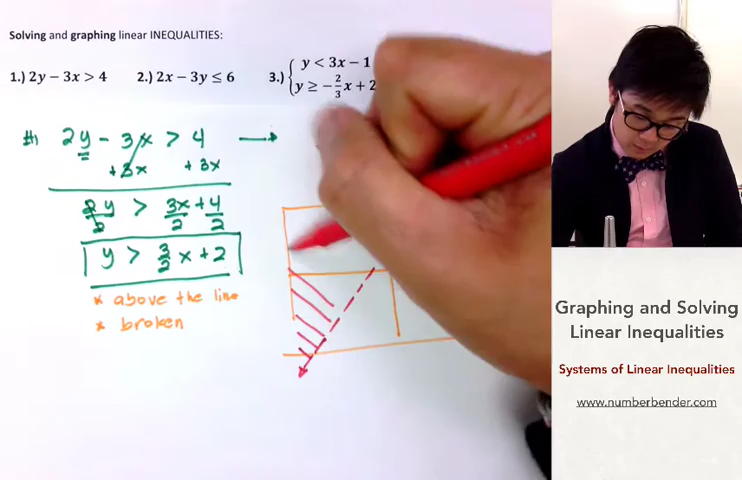 Solving and graphing linear INEQUALITIES:
1.) 2y − 3x > 4 2.) 2x − 3y ≤ 6 3.) { y < 3x − 1
y ≥ −2/3x + 2
#1 2y − 3x > 4 →
+3x +3x
2y/2 > 3x/2 + 4/2
y > 3/2 x + 2
* above the line
* broken
Graphing and Solving
Linear Inequalities
Systems of Linear Inequalities
www.numberbender.com